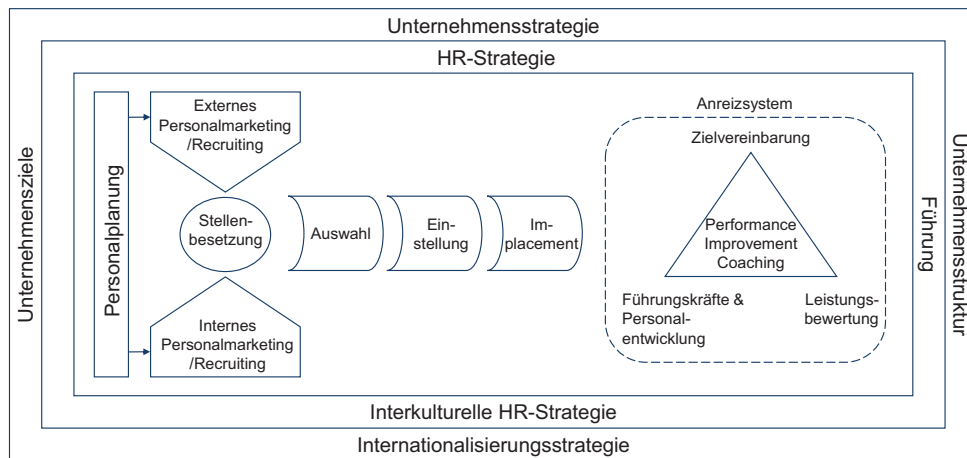 Unternehmensstrategie
HR-Strategie
Unternehmensziele
Personalplanung
Externes
Personalmarketing
/Recruiting
Stellen-
besetzung
Internes
Personalmarketing
/Recruiting
Auswahl
Ein-
stellung
Im-
placement
Anreizsystem
Zielvereinbarung
Performance
Improvement
Coaching
Führungskräfte &
Personal-
entwicklung
Leistungs-
bewertung
Führung
Unternehmensstruktur
Interkulturelle HR-Strategie
Internationalisierungsstrategie